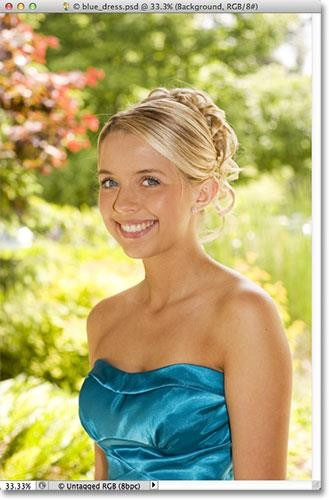 © blue_dress.psd @ 33.3% (Background, RGB/8#)
33.33% © Untagged RGB (8bpc)